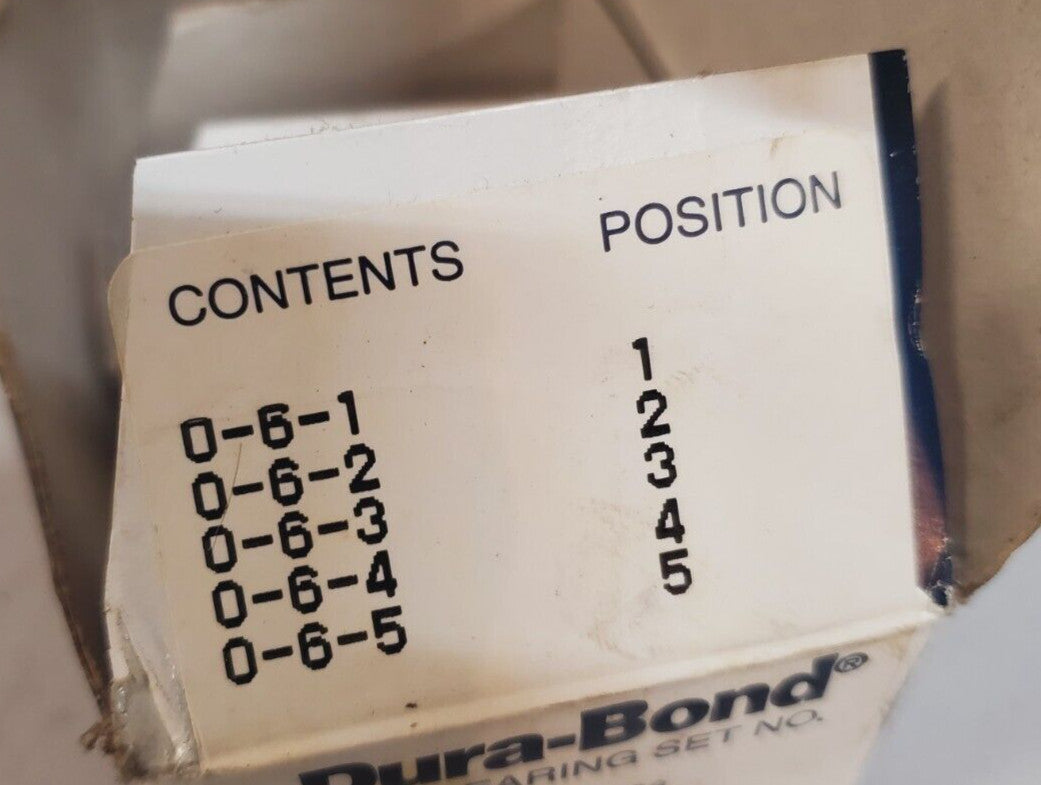 CONTENTS POSITION
0-6-1 1
0-6-2 2
0-6-3 3
0-6-4 4
0-6-5 5
Dura-Bond®
BEARING SET NO.